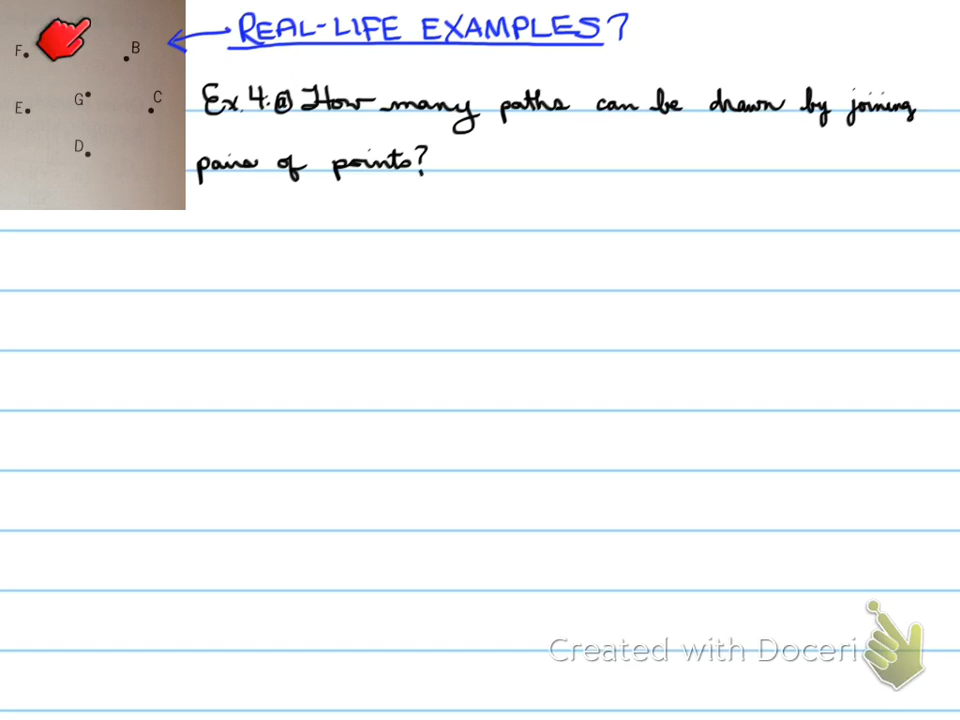 REAL-LIFE EXAMPLES?
F. B
E. G C
D
Ex. 4. a) How many paths can be drawn by joining
pairs of points?
Created with Doceri